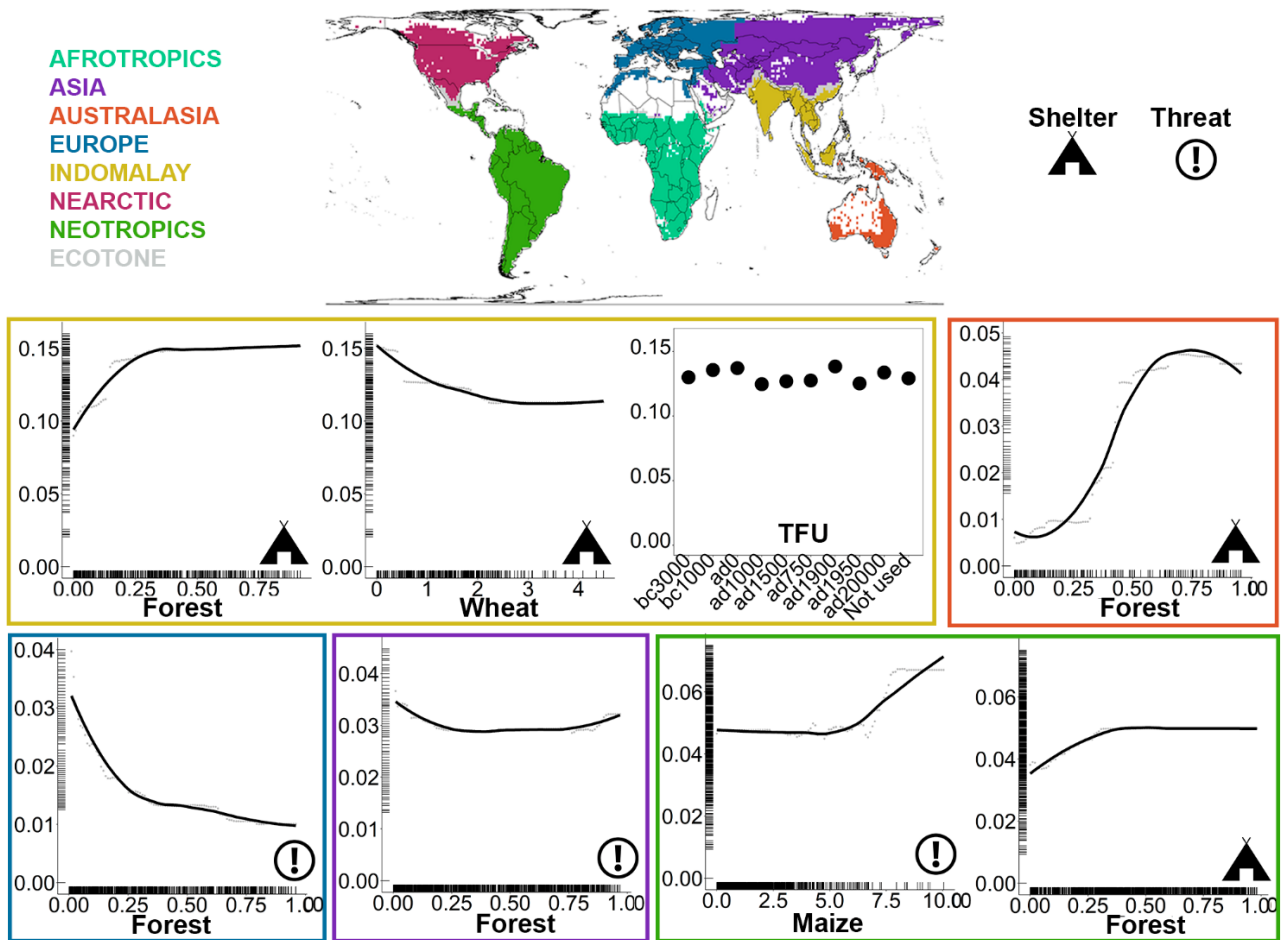 AFROTROPICS
ASIA
AUSTRALASIA
EUROPE
INDOMALAY
NEARCTIC
NEOTROPICS
ECOTONE
Shelter Threat
!
0.15
0.10
0.05
0.00
0.00 0.25 0.50 0.75
Forest
0.15
0.10
0.05
0.00
0 1 2 3 4
Wheat
0.15
0.10
0.05
0.00
TFU
bc3000
bc1000
ad0
ad1000
ad1500
ad750
ad1900
ad1950
ad20000
Not used
0.05
0.04
0.03
0.02
0.01
0.00
0.00 0.25 0.50 0.75 1.00
Forest
0.04
0.03
0.02
0.01
0.00
!
0.00 0.25 0.50 0.75 1.00
Forest
0.04
0.03
0.02
0.01
0.00
!
0.00 0.25 0.50 0.75 1.00
Forest
0.06
0.04
0.02
0.00
!
0.00 2.5 5.0 7.5 10.00
Maize
0.06
0.04
0.02
0.00
0.00 0.25 0.50 0.75 1.00
Forest